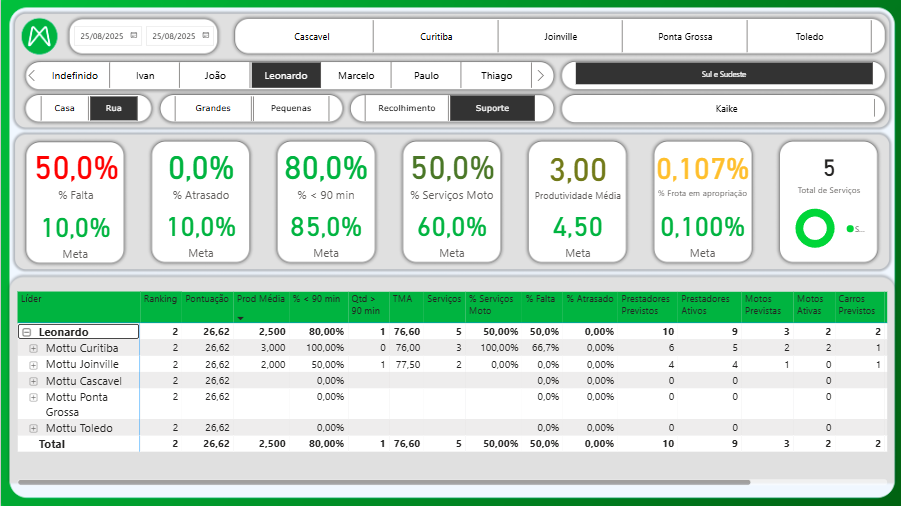 25/08/2025 25/08/2025 Cascavel Curitiba Joinville Ponta Grossa Toledo
Indefinido Ivan João Leonardo Marcelo Paulo Thiago Sul e Sudeste
Casa Rua Grandes Pequenas Recolhimento Suporte Kaike
50,0% 0,0% 80,0% 50,0% 3,00 0,107% 5
% Falta % Atrasado % < 90 min % Serviços Moto Produtividade Média % Frota em apropriação Total de Serviços
10,0% 10,0% 85,0% 60,0% 4,50 0,100% S...
Meta Meta Meta Meta Meta Meta
Líder Ranking Pontuação Prod Média % < 90 min Qtd > 90 min TMA Serviços % Serviços Moto % Falta % Atrasado Prestadores Previstos Prestadores Ativos Motos Previstas Motos Ativas Carros Previstos
Leonardo 2 26,62 2,500 80,00% 1 76,60 5 50,00% 50,0% 0,00% 10 9 3 2 2
Mottu Curitiba 2 26,62 3,000 100,00% 0 76,00 3 100,00% 66,7% 0,00% 6 5 2 2 1
Mottu Joinville 2 26,62 2,000 50,00% 1 77,50 2 0,00% 0,0% 0,00% 4 4 1 0 1
Mottu Cascavel 2 26,62 0,00% 0,0% 0,00% 0 0 0
Mottu Ponta Grossa 2 26,62 0,00% 0,0% 0,00% 0 0 0
Mottu Toledo 2 26,62 0,00% 0,0% 0,00% 0 0 0
Total 2 26,62 2,500 80,00% 1 76,60 5 50,00% 50,0% 0,00% 10 9 3 2 2